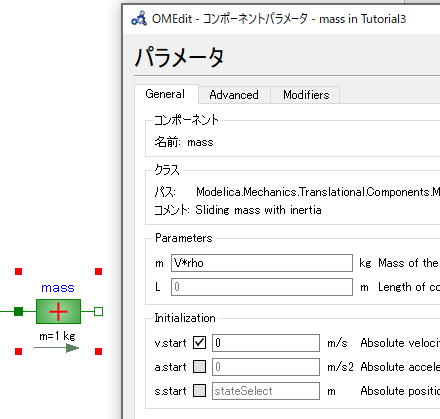 OMEdit - コンポーネントパラメータ - mass in Tutorial3
パラメータ
General Advanced Modifiers
コンポーネント
名前: mass
クラス
パス: Modelica.Mechanics.Translational.Components.M
コメント: Sliding mass with inertia
Parameters
m V*rho kg Mass of the
L 0 m Length of co
Initialization
v.start 0 m/s Absolute velocit
a.start 0 m/s2 Absolute accele
s.start stateSelect m Absolute positio
mass
m=1 kg